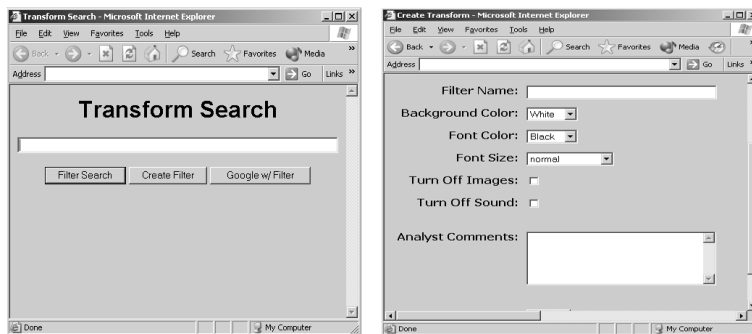 Transform Search - Microsoft Internet Explorer
File Edit View Favorites Tools Help
Back Search Favorites Media »
Address Go Links »
Transform Search
Filter Search Create Filter Google w/ Filter
Done My Computer
Create Transform - Microsoft Internet Explorer
File Edit View Favorites Tools Help
Back Search Favorites Media
Address Go Links
Filter Name:
Background Color: White
Font Color: Black
Font Size: normal
Turn Off Images:
Turn Off Sound:
Analyst Comments:
Done My Computer